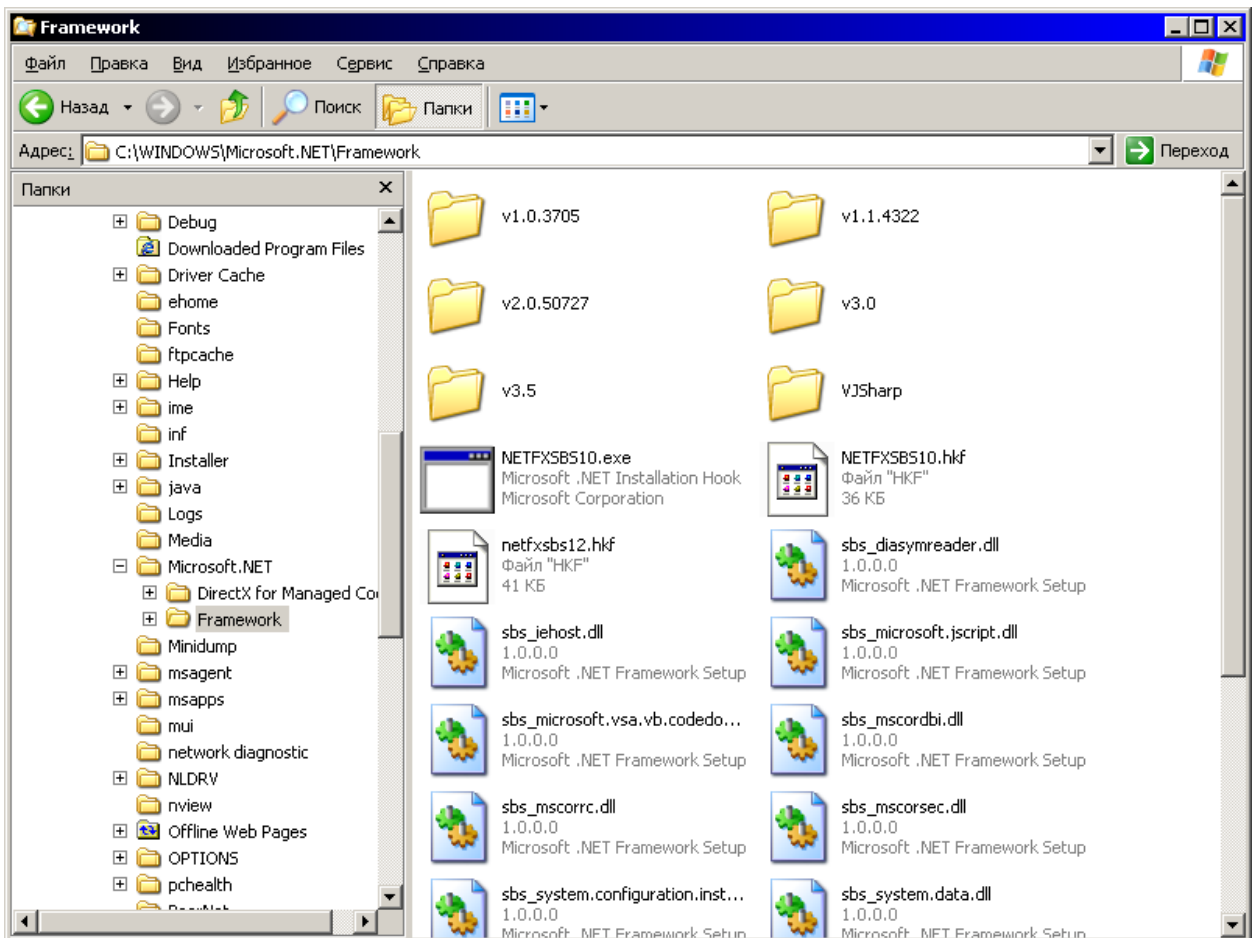 Framework
Файл Правка Вид Избранное Сервис Справка
Назад Поиск Папки
Адрес: C:\WINDOWS\Microsoft.NET\Framework Переход
Папки
Debug
Downloaded Program Files
Driver Cache
ehome
Fonts
ftpcache
Help
ime
inf
Installer
java
Logs
Media
Microsoft.NET
DirectX for Managed Co
Framework
Minidump
msagent
msapps
mui
network diagnostic
NLDRV
nview
Offline Web Pages
OPTIONS
pchealth
v1.0.3705
v1.1.4322
v2.0.50727
v3.0
v3.5
VJSharp
NETFXSBS10.exe
Microsoft .NET Installation Hook
Microsoft Corporation
NETFXSBS10.hkf
Файл "HKF"
36 КБ
netfxsbs12.hkf
Файл "HKF"
41 КБ
sbs_diasymreader.dll
1.0.0.0
Microsoft .NET Framework Setup
sbs_iehost.dll
1.0.0.0
Microsoft .NET Framework Setup
sbs_microsoft.jscript.dll
1.0.0.0
Microsoft .NET Framework Setup
sbs_microsoft.vsa.vb.codedo...
1.0.0.0
Microsoft .NET Framework Setup
sbs_mscordbi.dll
1.0.0.0
Microsoft .NET Framework Setup
sbs_mscorrc.dll
1.0.0.0
Microsoft .NET Framework Setup
sbs_mscorsec.dll
1.0.0.0
Microsoft .NET Framework Setup
sbs_system.configuration.inst...
1.0.0.0
Microsoft .NET Framework Setup
sbs_system.data.dll
1.0.0.0
Microsoft .NET Framework Setup